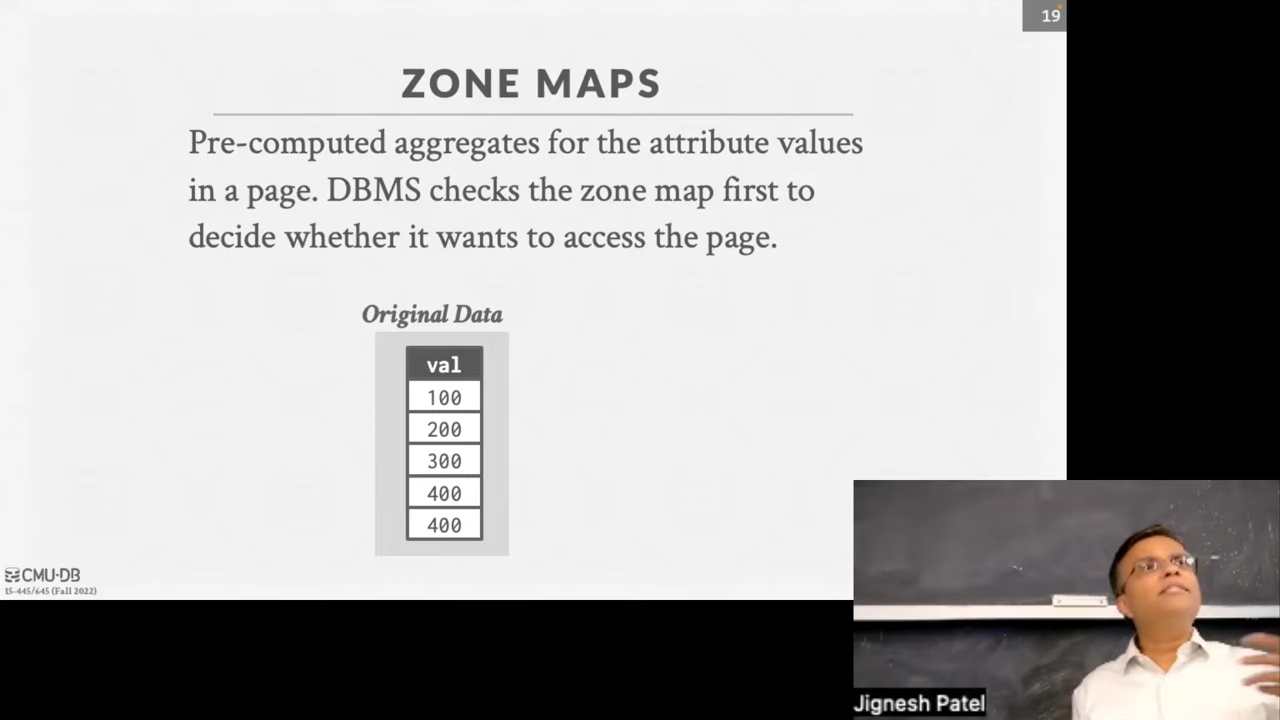 19
ZONE MAPS
Pre-computed aggregates for the attribute values
in a page. DBMS checks the zone map first to
decide whether it wants to access the page.
Original Data
val
100
200
300
400
400
CMU·DB
15-445/645 (Fall 2022)
Jignesh Patel